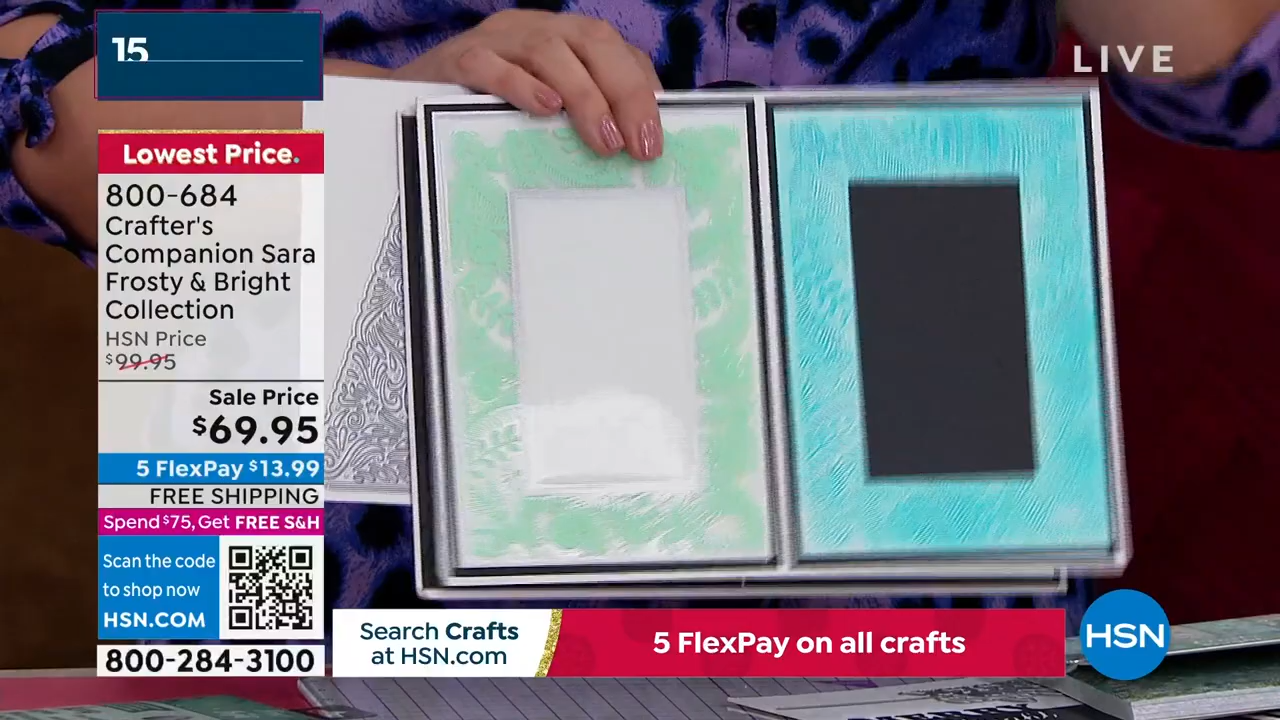 15
LIVE
Lowest Price.
800-684
Crafter's
Companion Sara
Frosty & Bright
Collection
HSN Price
$99.95
Sale Price
$69.95
5 FlexPay $13.99
FREE SHIPPING
Spend $75, Get FREE S&H
Scan the code
to shop now
HSN.COM
800-284-3100
Search Crafts
at HSN.com
5 FlexPay on all crafts
HSN